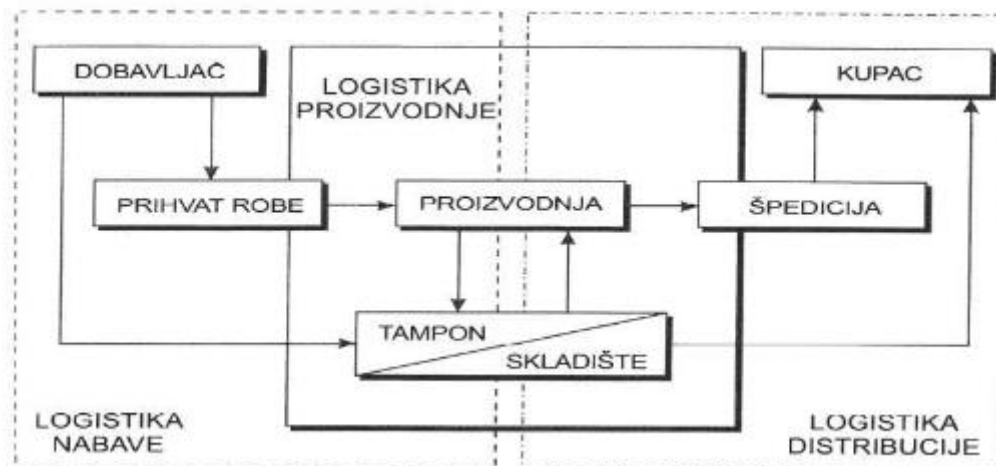 DOBAVLJAČ
LOGISTIKA
PROIZVODNJE
KUPAC
PRIHVAT ROBE
PROIZVODNJA
ŠPEDICIJA
TAMPON
SKLADIŠTE
LOGISTIKA
NABAVE
LOGISTIKA
DISTRIBUCIJE